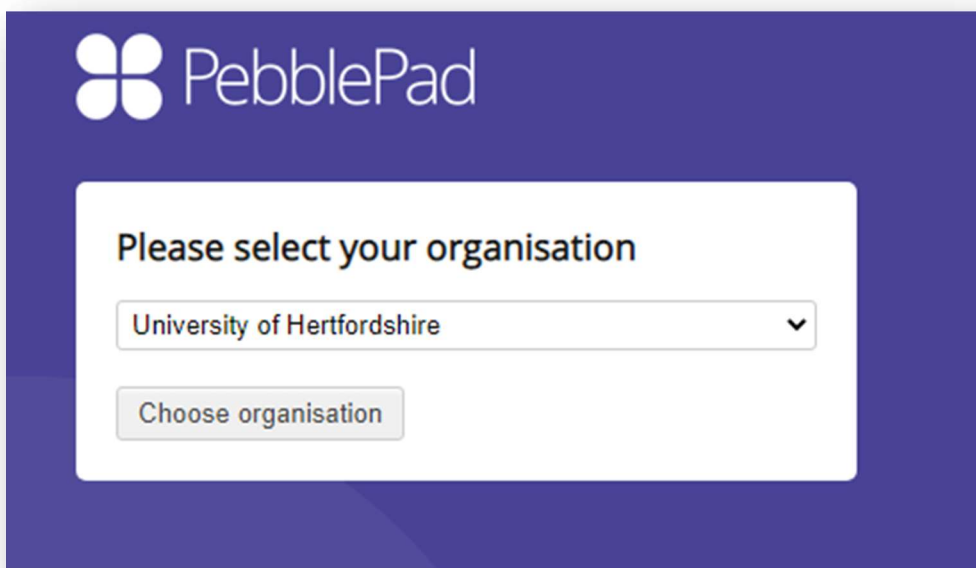 PebblePad
Please select your organisation
University of Hertfordshire
Choose organisation